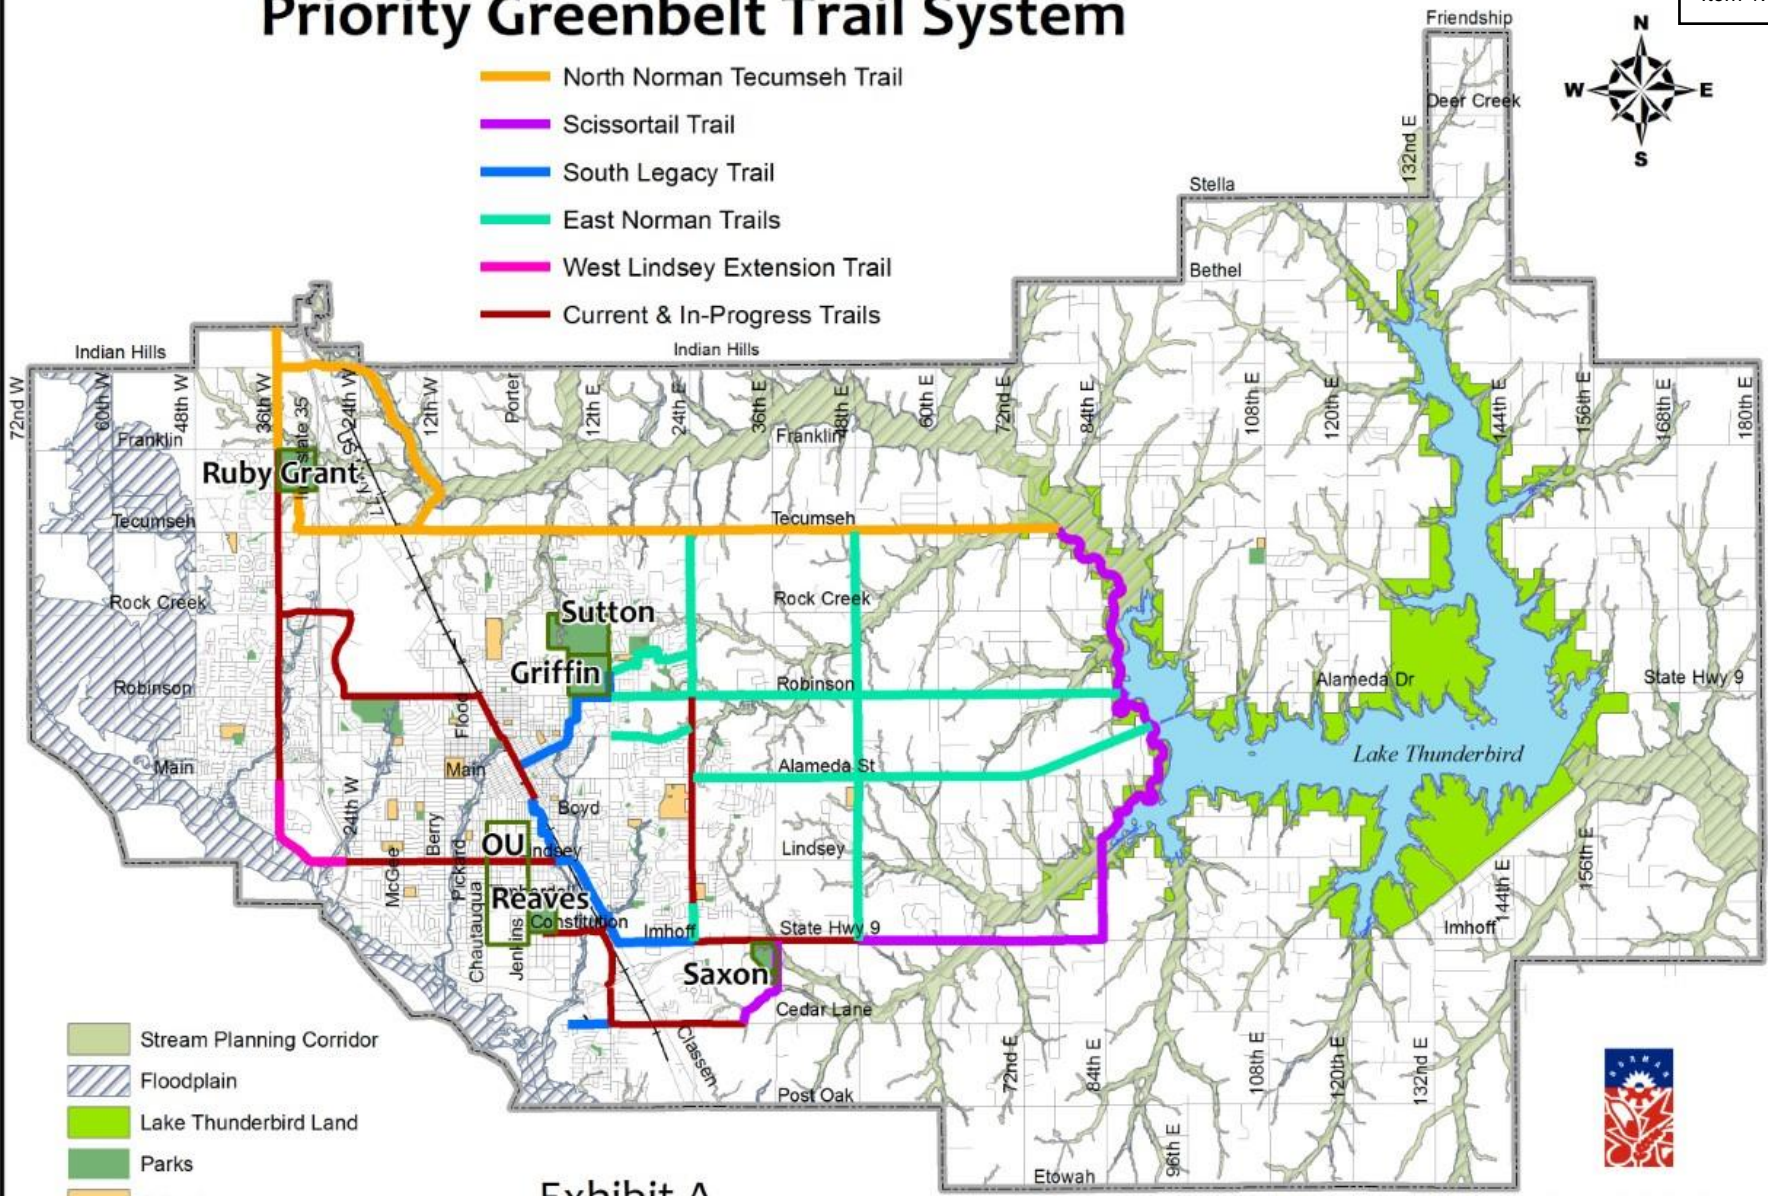 Priority Greenbelt Trail System
North Norman Tecumseh Trail
Scissortail Trail
South Legacy Trail
East Norman Trails
West Lindsey Extension Trail
Current & In-Progress Trails
N
W
E
S
Friendship
Deer Creek
132nd E
Stella
Bethel
Indian Hills
Indian Hills
72nd W
60th W
48th W
36th W
Interstate 35
24th W
12th W
Porter
12th E
24th E
36th E
48th E
60th E
72nd E
84th E
108th E
120th E
144th E
156th E
168th E
180th E
Franklin
Franklin
Ruby Grant
Tecumseh
Tecumseh
Rock Creek
Rock Creek
Sutton
Griffin
Robinson
Robinson
Alameda Dr
State Hwy 9
Flood
Main
Main
Alameda St
Lake Thunderbird
24th W
Boyd
Berry
McGee
Pickard
OU
Lindsey
Reaves
Chautauqua
Jenkins
Constitution
Imhoff
State Hwy 9
Imhoff
144th E
156th E
Saxon
Cedar Lane
Classen
Post Oak
72nd E
84th E
96th E
108th E
120th E
132nd E
Etowah
Stream Planning Corridor
Floodplain
Lake Thunderbird Land
Parks
Exhibit A
NORMAN